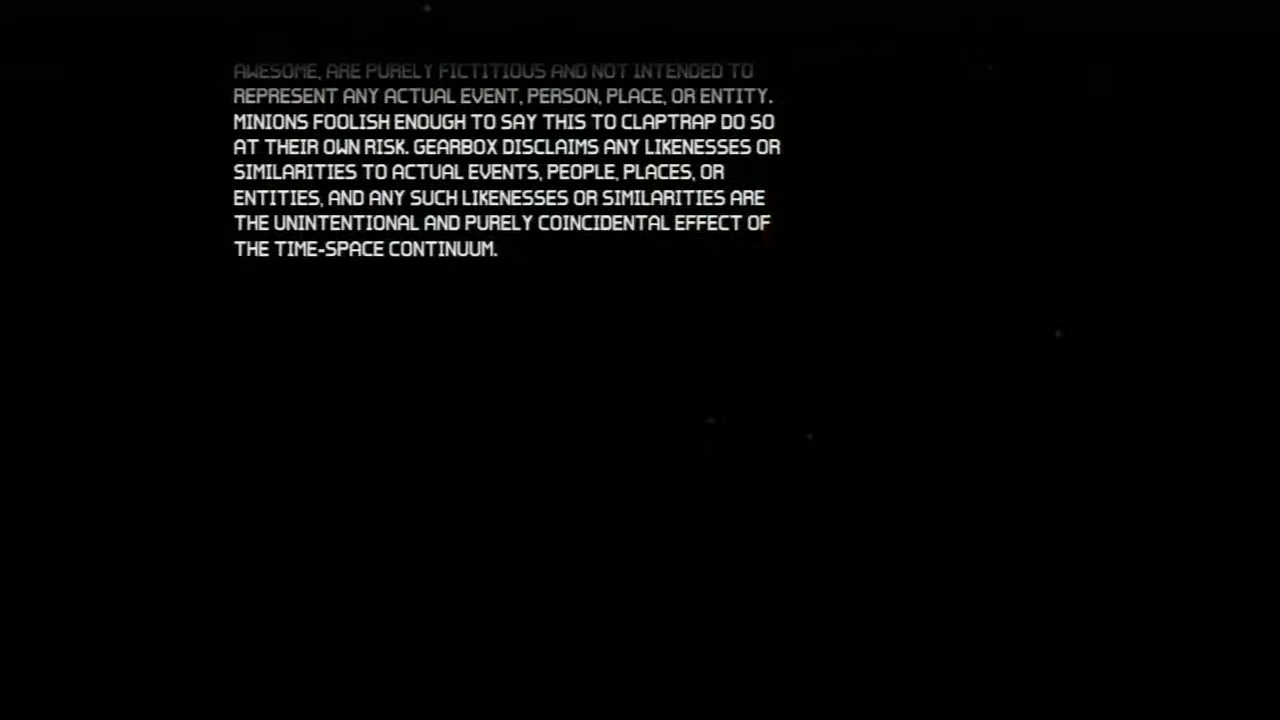 AWESOME, ARE PURELY FICTITIOUS AND NOT INTENDED TO
REPRESENT ANY ACTUAL EVENT, PERSON, PLACE, OR ENTITY.
MINIONS FOOLISH ENOUGH TO SAY THIS TO CLAPTRAP DO SO
AT THEIR OWN RISK. GEARBOX DISCLAIMS ANY LIKENESSES OR
SIMILARITIES TO ACTUAL EVENTS, PEOPLE, PLACES, OR
ENTITIES, AND ANY SUCH LIKENESSES OR SIMILARITIES ARE
THE UNINTENTIONAL AND PURELY COINCIDENTAL EFFECT OF
THE TIME-SPACE CONTINUUM.